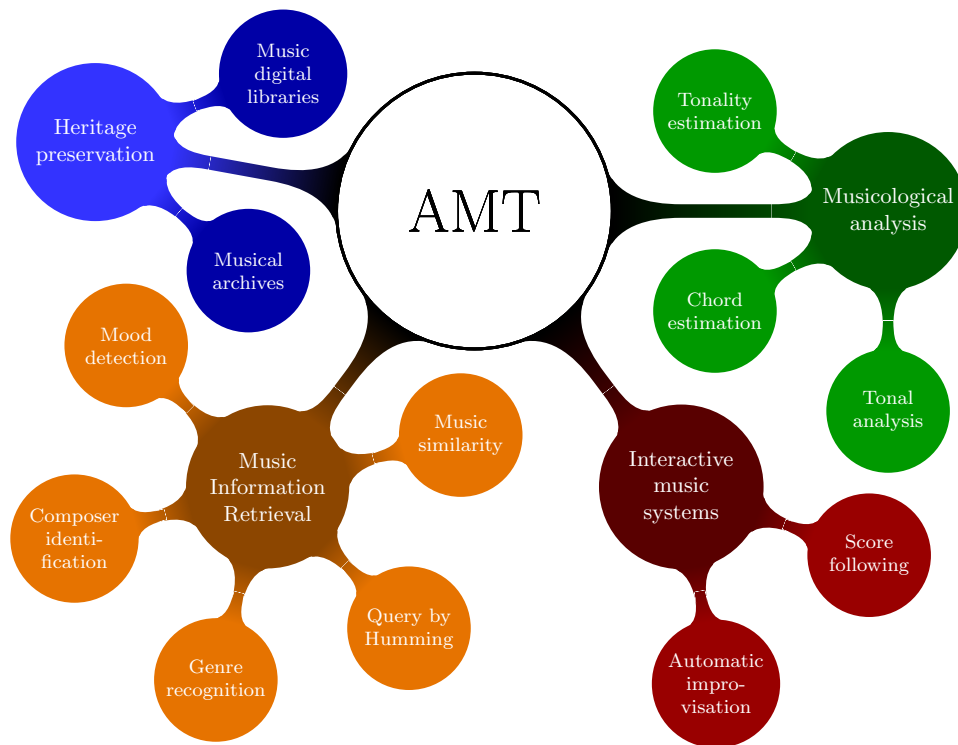 Music
digital
libraries
Heritage
preservation
Musical
archives
AMT
Tonality
estimation
Musicological
analysis
Chord
estimation
Tonal
analysis
Mood
detection
Music
similarity
Music
Information
Retrieval
Composer
identi-
fication
Genre
recognition
Query by
Humming
Interactive
music
systems
Score
following
Automatic
impro-
visation